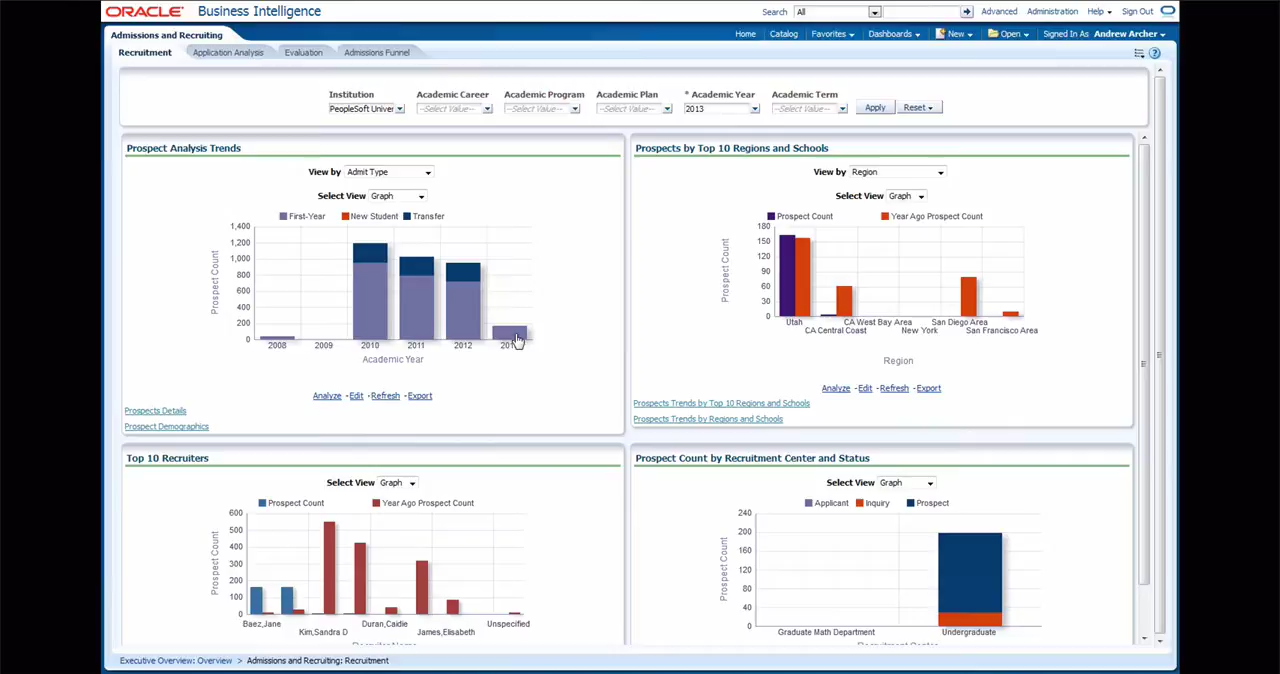 ORACLE Business Intelligence
Search All Advanced Administration Help Sign Out
Admissions and Recruiting
Home Catalog Favorites Dashboards New Open Signed In As Andrew Archer
Recruitment Application Analysis Evaluation Admissions Funnel
Institution Academic Career Academic Program Academic Plan * Academic Year Academic Term
PeopleSoft Univer --Select Value-- --Select Value-- --Select Value-- 2013 --Select Value-- Apply Reset
Prospect Analysis Trends
View by Admit Type
Select View Graph
First-Year New Student Transfer
1,400
1,200
1,000
800
600
400
200
0
Prospect Count
2008 2009 2010 2011 2012
Academic Year
Analyze - Edit - Refresh - Export
Prospects Details
Prospect Demographics
Prospects by Top 10 Regions and Schools
View by Region
Select View Graph
Prospect Count Year Ago Prospect Count
180
150
120
90
60
30
0
Prospect Count
Utah CA West Bay Area San Diego Area
CA Central Coast New York San Francisco Area
Region
Analyze - Edit - Refresh - Export
Prospects Trends by Top 10 Regions and Schools
Prospects Trends by Regions and Schools
Top 10 Recruiters
Select View Graph
Prospect Count Year Ago Prospect Count
600
500
400
300
200
100
0
Prospect Count
Baez,Jane Duran,Caidie Unspecified
Kim,Sandra D James,Elisabeth
Prospect Count by Recruitment Center and Status
Select View Graph
Applicant Inquiry Prospect
240
200
160
120
80
40
0
Prospect Count
Graduate Math Department Undergraduate
Executive Overview: Overview > Admissions and Recruiting: Recruitment